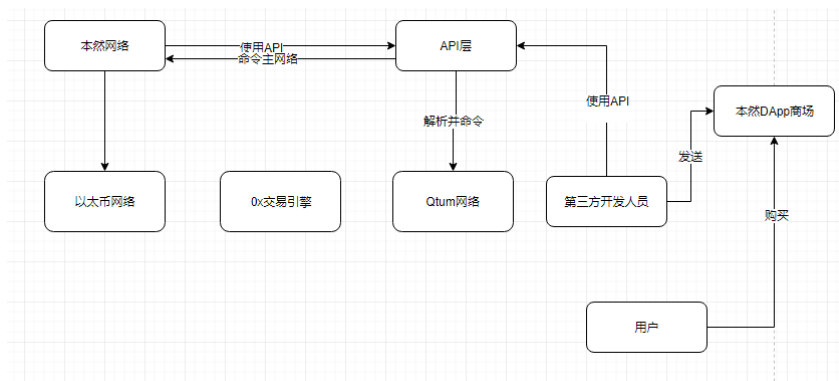 本然网络
使用API
命令主网络
API层
使用API
本然DApp商场
解析并命令
发送
以太币网络
0x交易引擎
Qtum网络
第三方开发人员
购买
用户